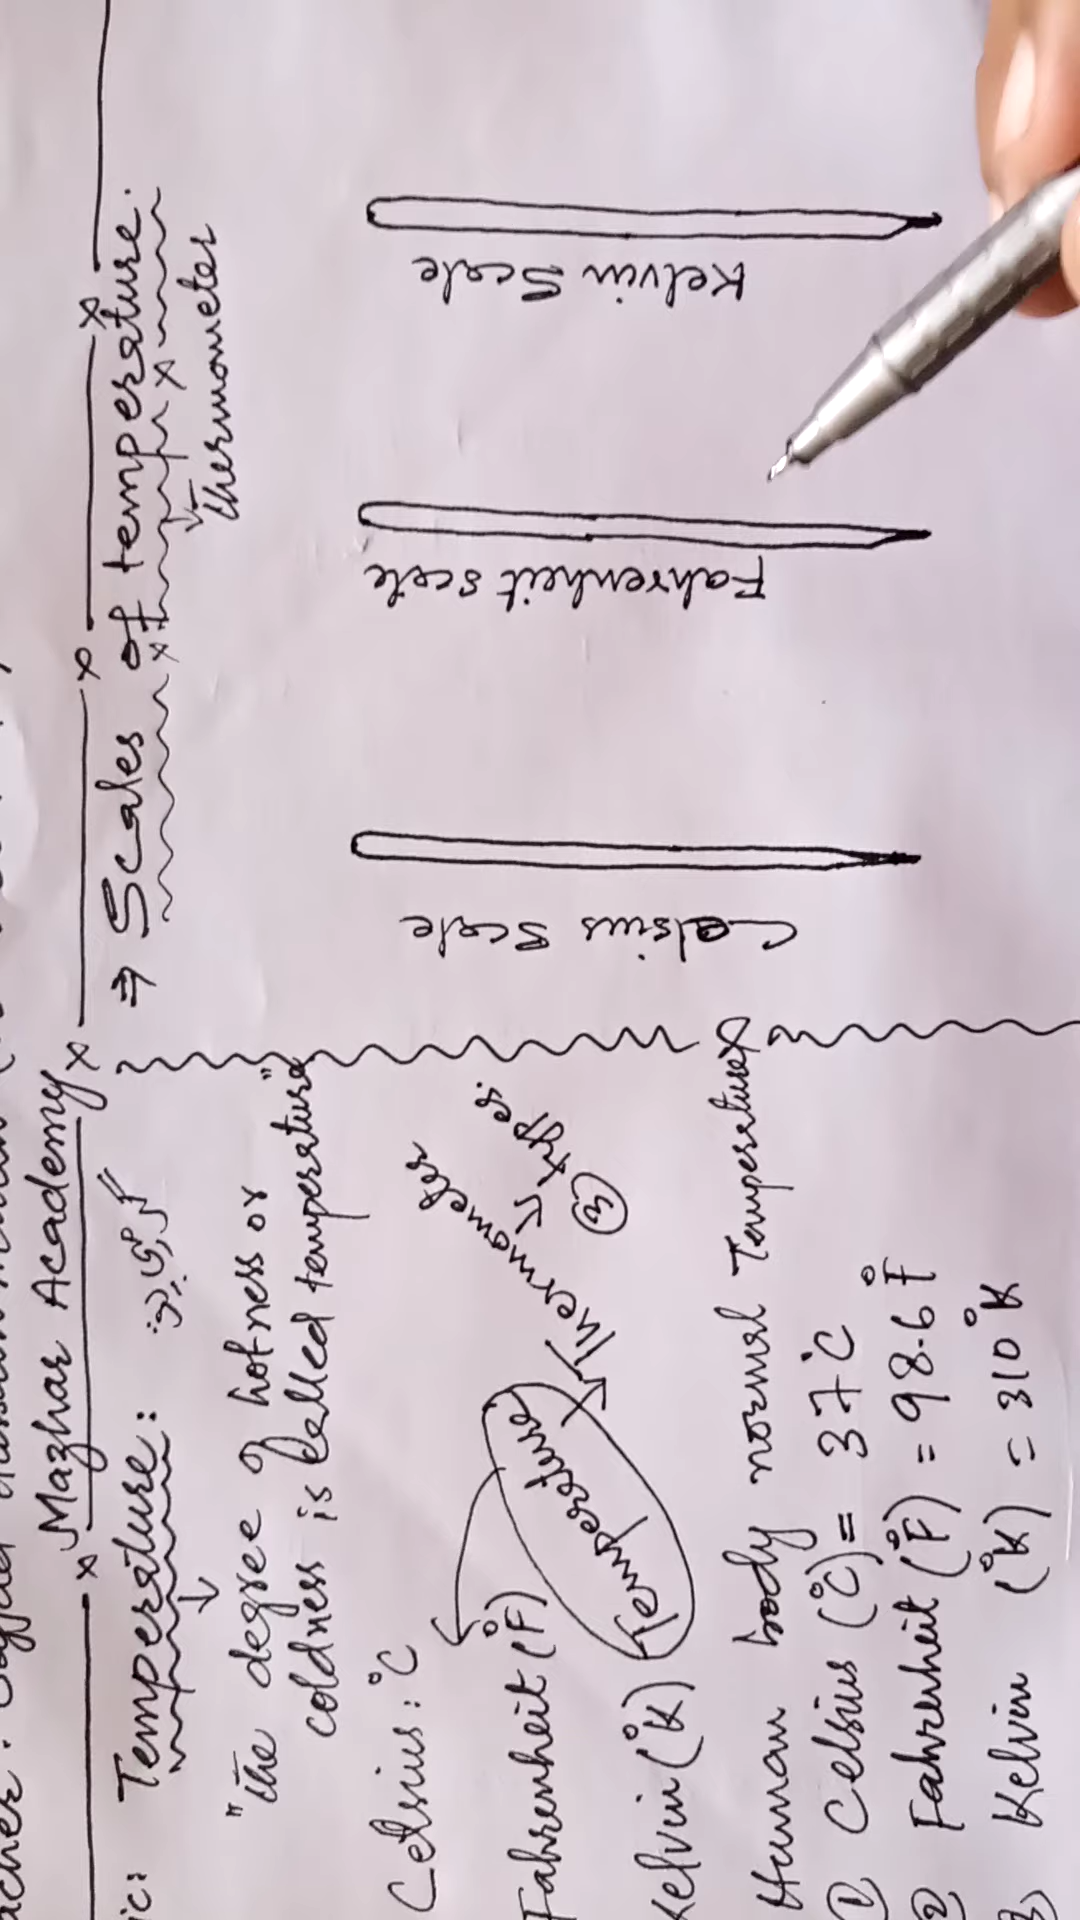 Mazhar Academy
Temperature:
"The degree of hotness or
coldness is called temperature"
Celsius: °C
Fahrenheit (°F)
Kelvin (°K)
Temperature
Thermometer
③ types.
Human body normal Temperature
① Celsius (°C) = 37°C
② Fahrenheit (°F) = 98.6 °F
Kelvin (°K) = 310 °K
⇒ Scales of temperature.
Thermometer
Celsius Scale
Fahrenheit scale
Kelvin Scale